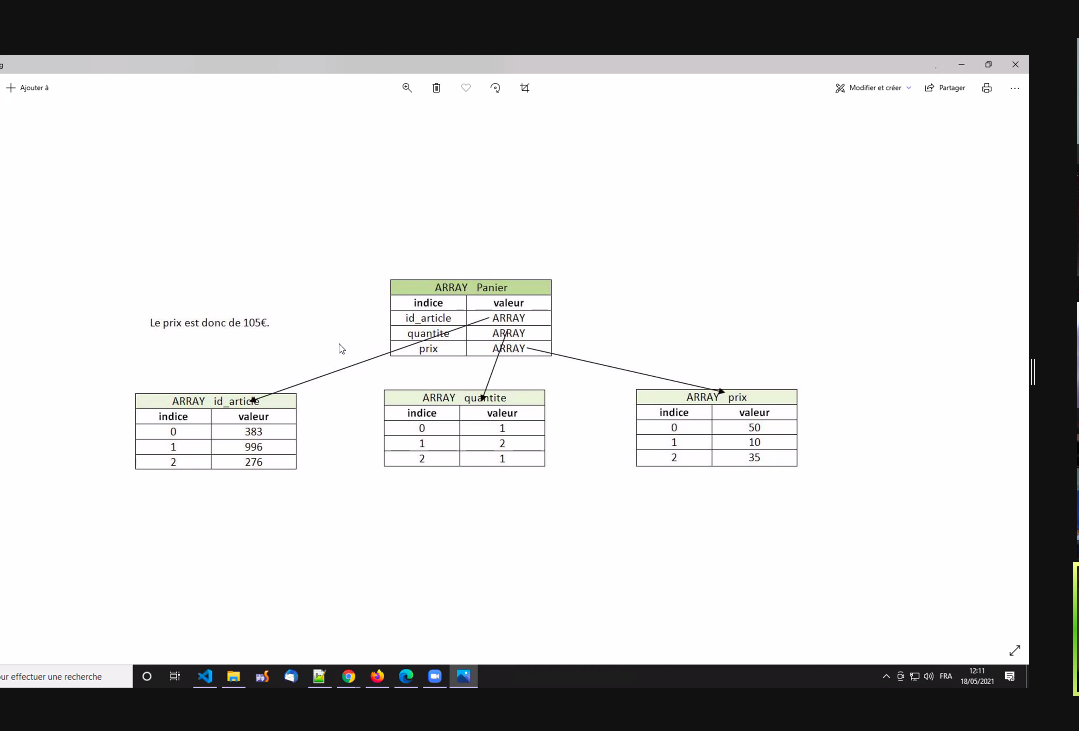 g
Ajouter à
Modifier et créer
Partager
ARRAY Panier
indice valeur
id_article ARRAY
quantite ARRAY
prix ARRAY
Le prix est donc de 105€.
ARRAY id_article
indice valeur
0 383
1 996
2 276
ARRAY quantite
indice valeur
0 1
1 2
2 1
ARRAY prix
indice valeur
0 50
1 10
2 35
ur effectuer une recherche
FRA
12:11
18/05/2021